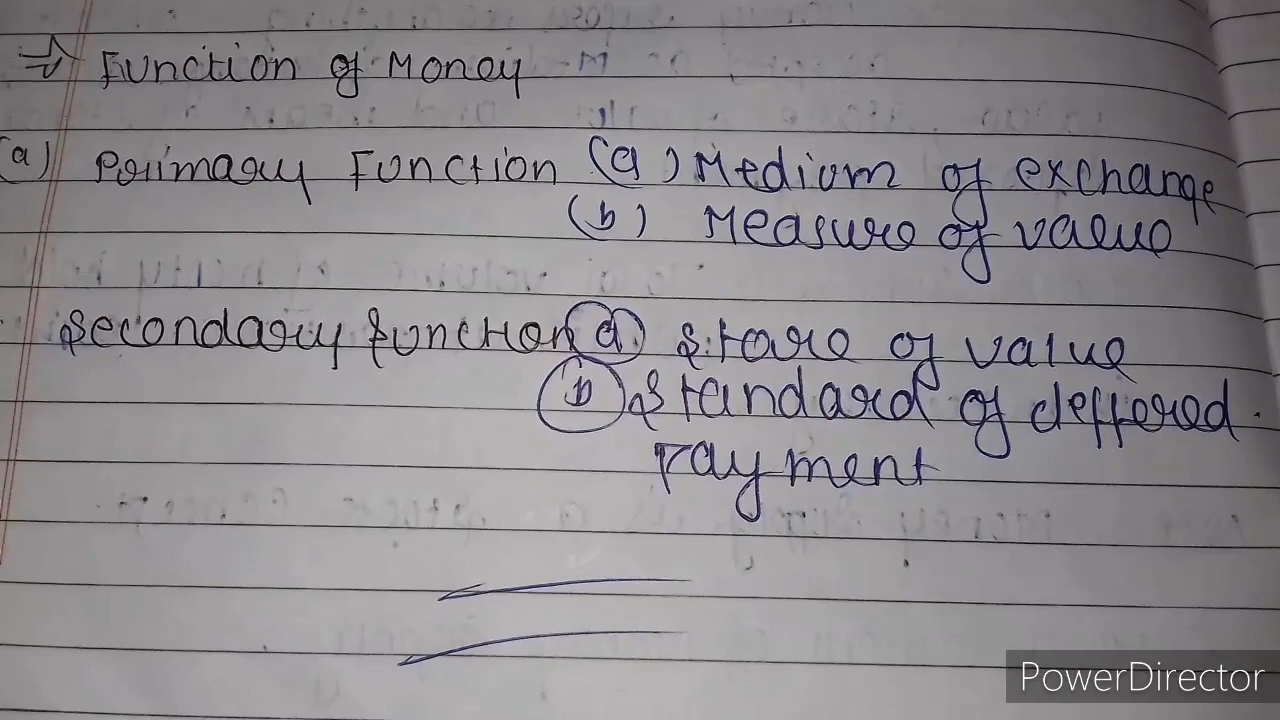 ⇒ Function of Money
(a) Primary Function (a) Medium of exchange
(b) Measure of value
Secondary function (a) Store of value
(b) Standard of deffered
Payment
PowerDirector